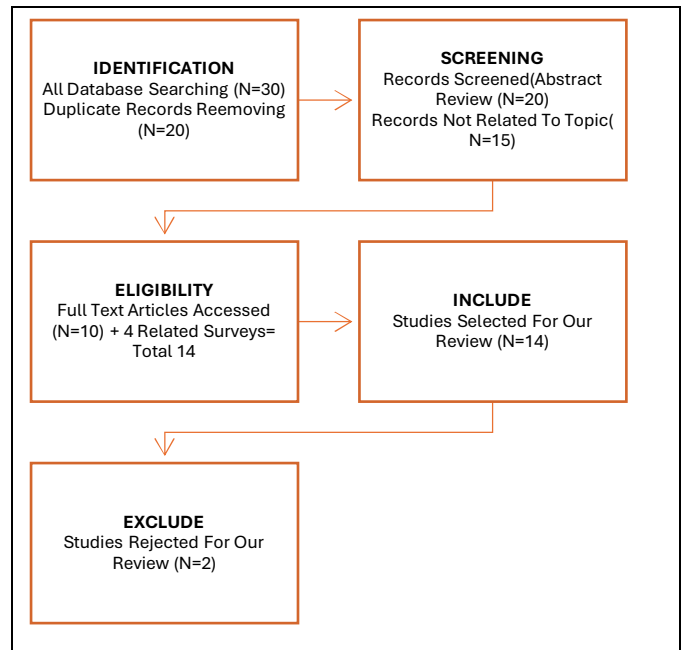 IDENTIFICATION
All Database Searching (N=30)
Duplicate Records Reemoving
(N=20)
SCREENING
Records Screened(Abstract
Review (N=20)
Records Not Related To Topic(
N=15)
ELIGIBILITY
Full Text Articles Accessed
(N=10) + 4 Related Surveys=
Total 14
INCLUDE
Studies Selected For Our
Review (N=14)
EXCLUDE
Studies Rejected For Our
Review (N=2)